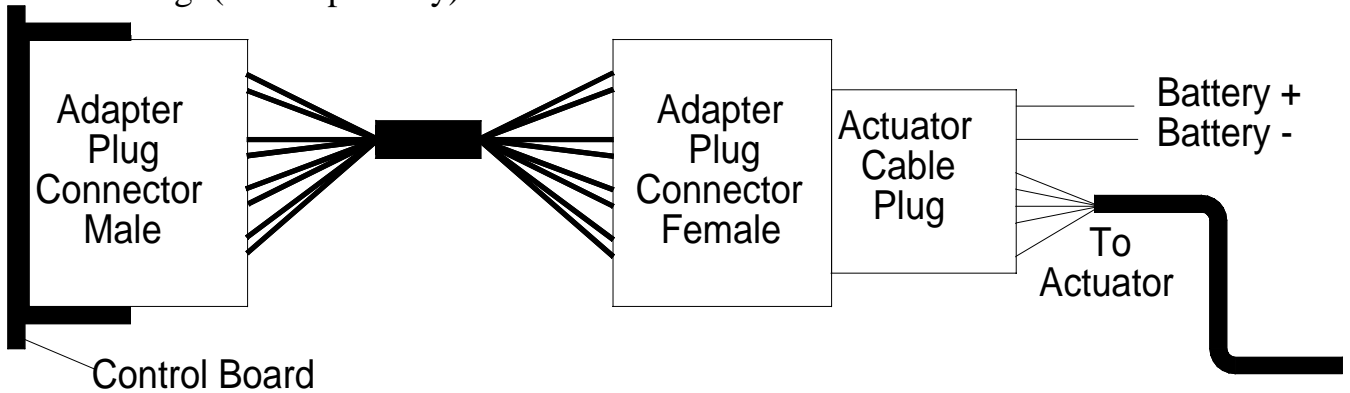 Adapter
Plug
Connector
Male
Adapter
Plug
Connector
Female
Actuator
Cable
Plug
Battery +
Battery -
To
Actuator
Control Board